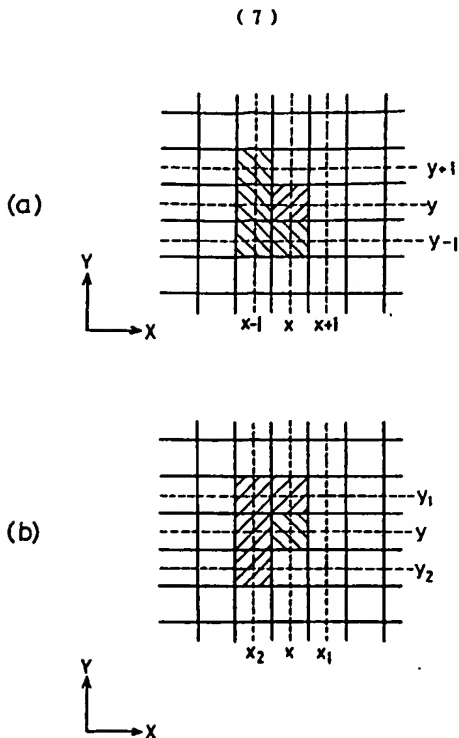 (7)
(a)
y+1
y
y-1
Y
X
x-1 x x+1
(b)
y₁
y
y₂
x₂ x x₁
Y
X